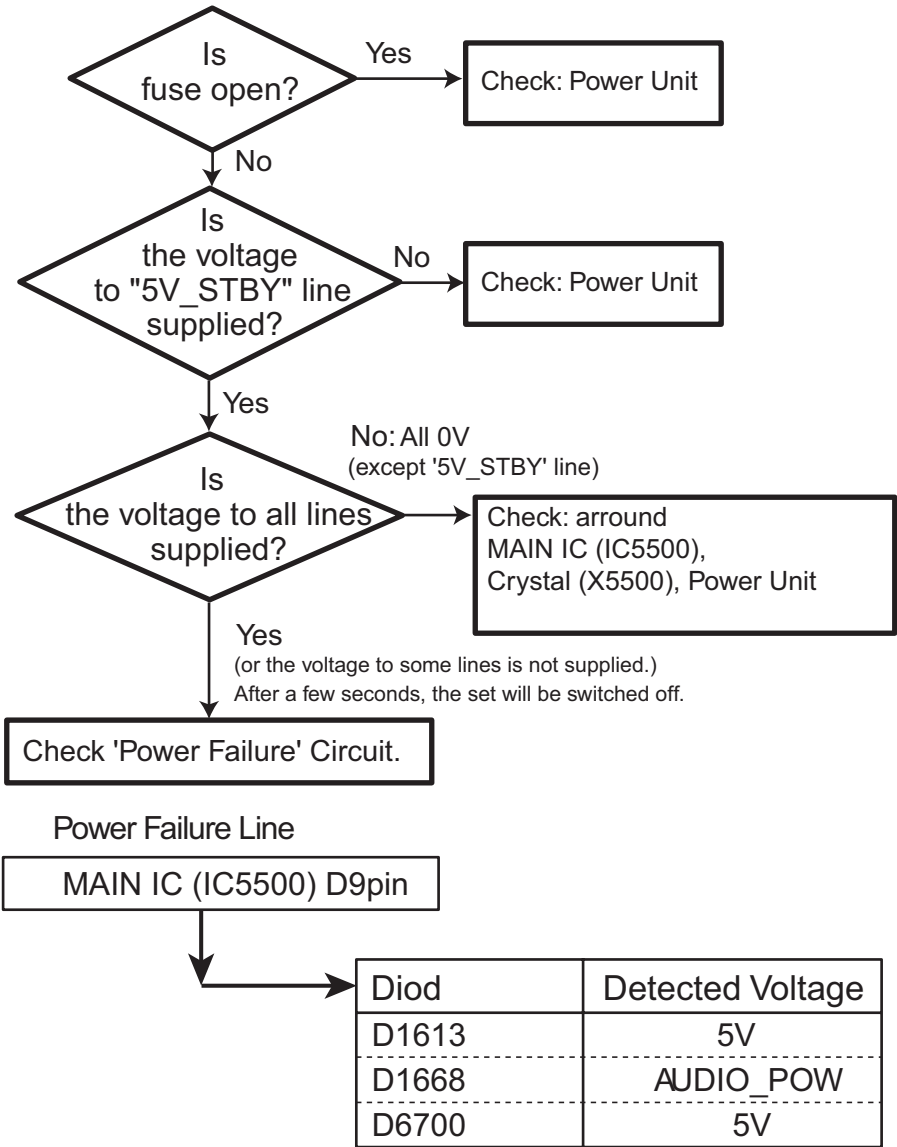 Is
fuse open?
Yes
Check: Power Unit
No
Is
the voltage
to "5V_STBY" line
supplied?
No
Check: Power Unit
Yes
No: All 0V
(except '5V_STBY' line)
Is
the voltage to all lines
supplied?
Check: arround
MAIN IC (IC5500),
Crystal (X5500), Power Unit
Yes
(or the voltage to some lines is not supplied.)
After a few seconds, the set will be switched off.
Check 'Power Failure' Circuit.
Power Failure Line
MAIN IC (IC5500) D9pin
Diod Detected Voltage
D1613 5V
D1668 AUDIO_POW
D6700 5V